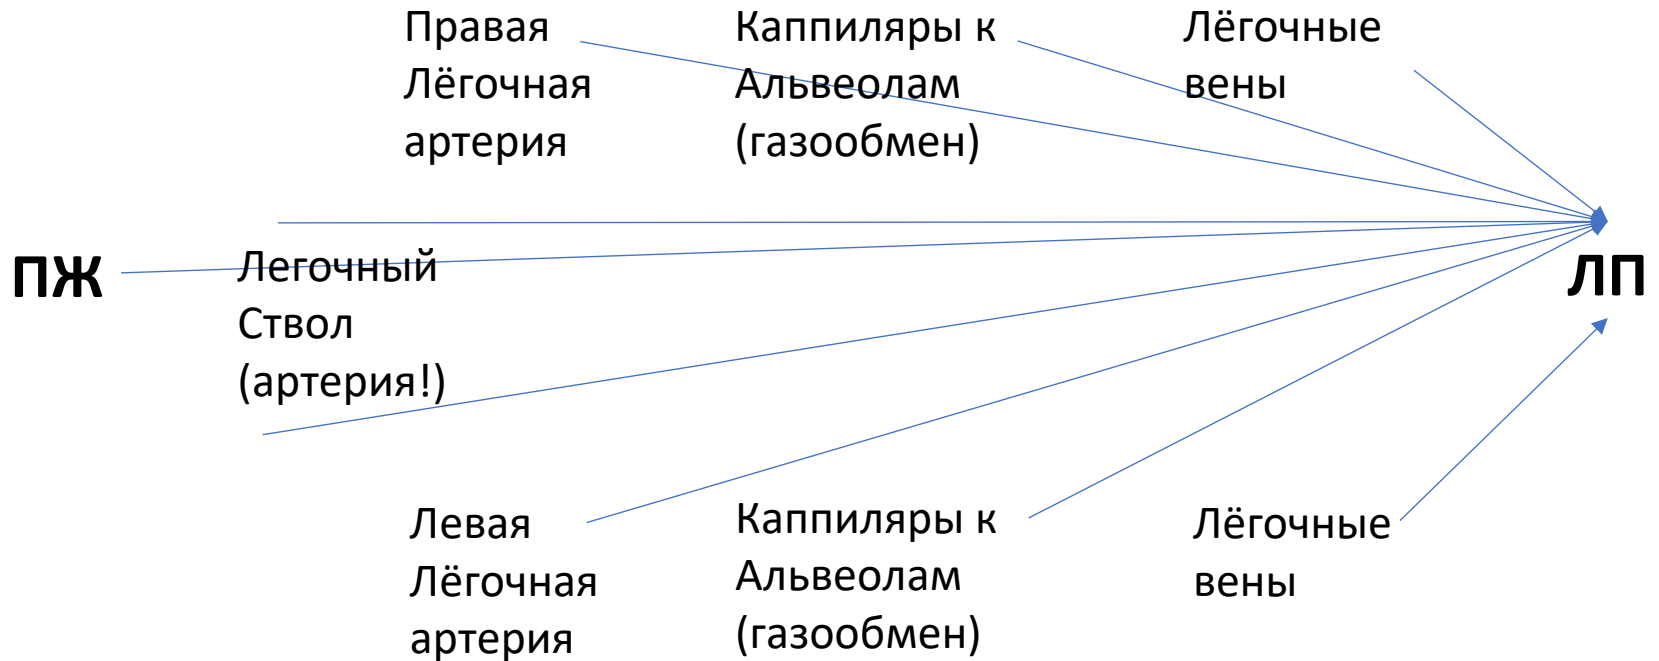 Правая
Лёгочная
артерия
Каппиляры к
Альвеолам
(газообмен)
Лёгочные
вены
ПЖ
Легочный
Ствол
(артерия!)
ЛП
Левая
Лёгочная
артерия
Каппиляры к
Альвеолам
(газообмен)
Лёгочные
вены